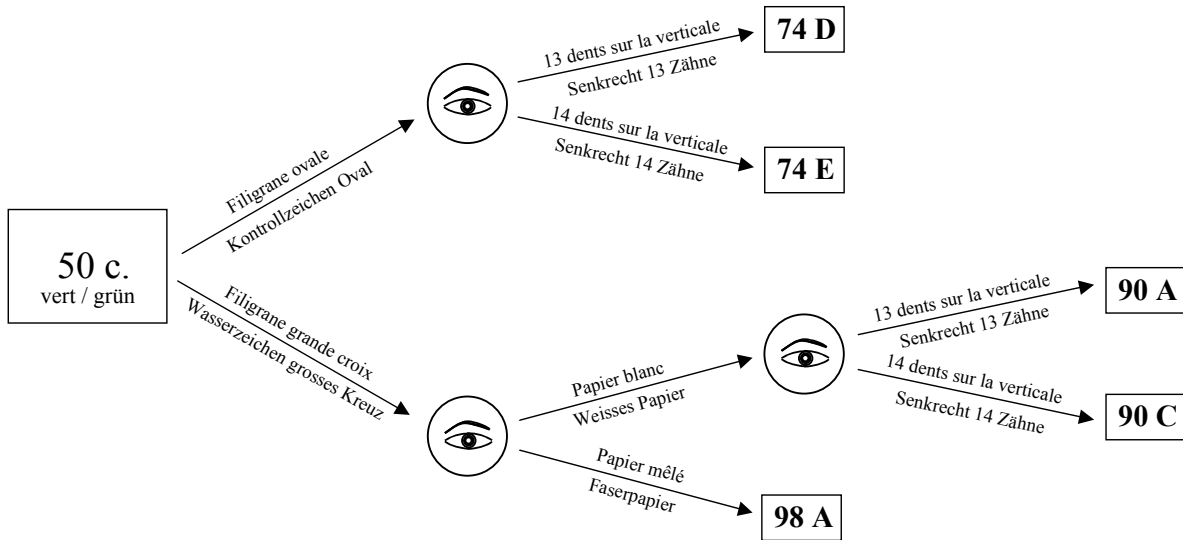 13 dents sur la verticale
Senkrecht 13 Zähne
74 D
14 dents sur la verticale
Senkrecht 14 Zähne
74 E
Filigrane ovale
Kontrollzeichen Oval
50 c.
vert / grün
Filigrane grande croix
Wasserzeichen grosses Kreuz
13 dents sur la verticale
Senkrecht 13 Zähne
90 A
Papier blanc
Weisses Papier
14 dents sur la verticale
Senkrecht 14 Zähne
90 C
Papier mêlé
Faserpapier
98 A